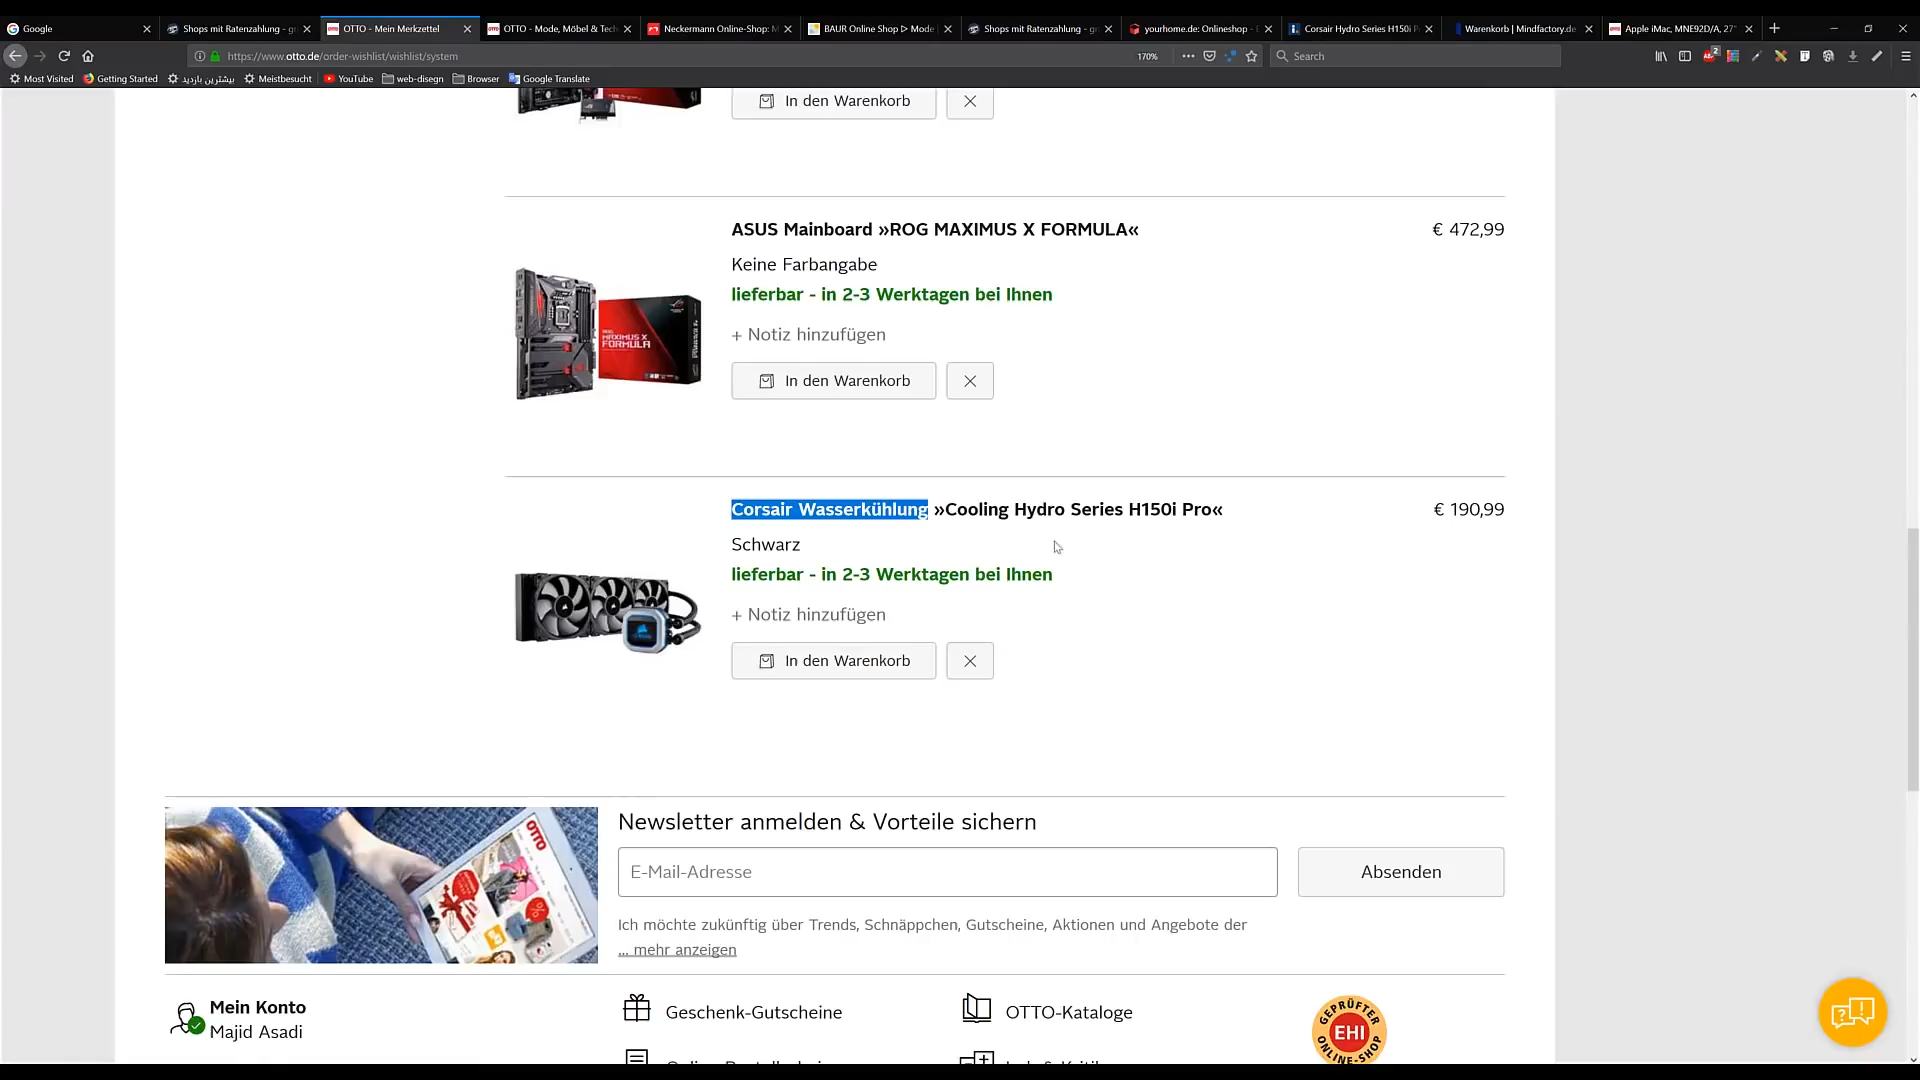 Google
Shops mit Ratenzahlung - gr
OTTO - Mein Merkzettel
OTTO - Mode, Möbel & Tech
Neckermann Online-Shop: M
BAUR Online Shop ▷ Mode
Shops mit Ratenzahlung - gr
yourhome.de: Onlineshop -
Corsair Hydro Series H150i P
Warenkorb | Mindfactory.de
Apple iMac, MNE92D/A, 27"
https://www.otto.de/order-wishlist/wishlist/system
170%
Search
Most Visited
Getting Started
بیشترین بازدید
Meistbesucht
YouTube
web-disegn
Browser
Google Translate
In den Warenkorb
ASUS Mainboard »ROG MAXIMUS X FORMULA«
€ 472,99
Keine Farbangabe
lieferbar - in 2-3 Werktagen bei Ihnen
+ Notiz hinzufügen
MAXIMUS X
FORMULA
In den Warenkorb
Corsair Wasserkühlung »Cooling Hydro Series H150i Pro«
€ 190,99
Schwarz
lieferbar - in 2-3 Werktagen bei Ihnen
+ Notiz hinzufügen
In den Warenkorb
OTTO
Newsletter anmelden & Vorteile sichern
E-Mail-Adresse
Absenden
Ich möchte zukünftig über Trends, Schnäppchen, Gutscheine, Aktionen und Angebote der
... mehr anzeigen
Mein Konto
Majid Asadi
Geschenk-Gutscheine
OTTO-Kataloge
GEPRÜFTER
EHI
ONLINE-SHOP